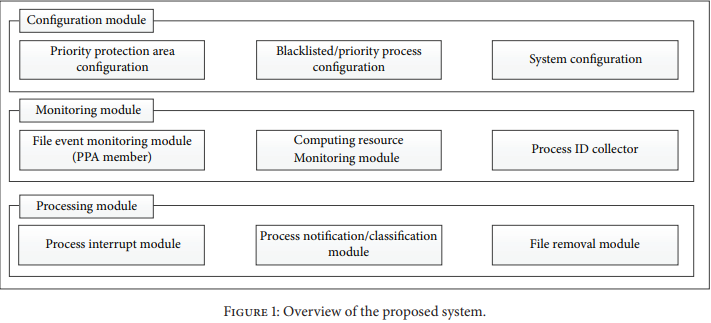 Configuration module
Priority protection area
configuration
Blacklisted/priority process
configuration
System configuration
Monitoring module
File event monitoring module
(PPA member)
Computing resource
Monitoring module
Process ID collector
Processing module
Process interrupt module
Process notification/classification
module
File removal module
FIGURE 1: Overview of the proposed system.